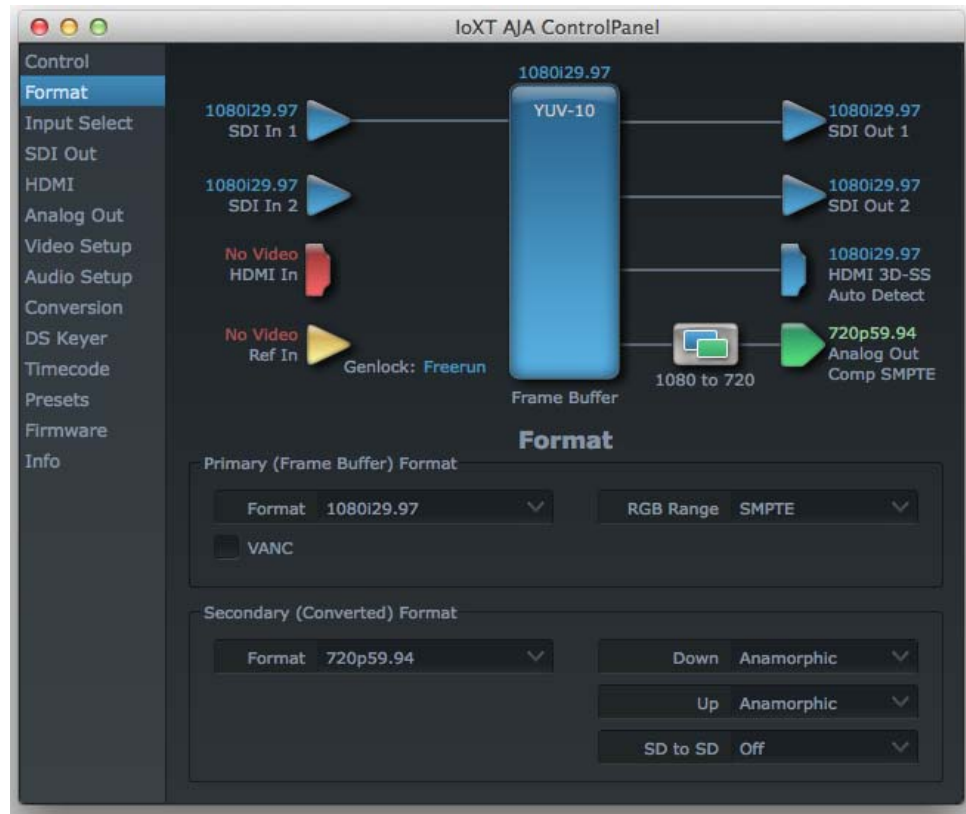 IoXT AJA ControlPanel
Control
Format
Input Select
SDI Out
HDMI
Analog Out
Video Setup
Audio Setup
Conversion
DS Keyer
Timecode
Presets
Firmware
Info
1080i29.97
YUV-10
1080i29.97
SDI In 1
1080i29.97
SDI In 2
No Video
HDMI In
No Video
Ref In
Genlock: Freerun
Frame Buffer
1080i29.97
SDI Out 1
1080i29.97
SDI Out 2
1080i29.97
HDMI 3D-SS
Auto Detect
1080 to 720
720p59.94
Analog Out
Comp SMPTE
Format
Primary (Frame Buffer) Format
Format 1080i29.97
RGB Range SMPTE
VANC
Secondary (Converted) Format
Format 720p59.94
Down Anamorphic
Up Anamorphic
SD to SD Off